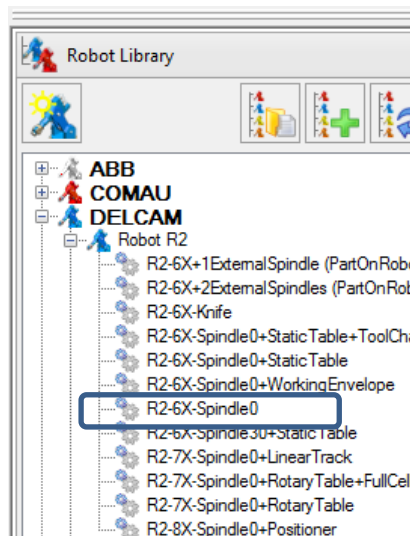 Robot Library
ABB
COMAU
DELCAM
Robot R2
R2-6X+1ExternalSpindle (PartOnRobo
R2-6X+2ExternalSpindles (PartOnRob
R2-6X-Knife
R2-6X-Spindle0+StaticTable+ToolCha
R2-6X-Spindle0+StaticTable
R2-6X-Spindle0+WorkingEnvelope
R2-6X-Spindle0
R2-6X-Spindle30+StaticTable
R2-7X-Spindle0+LinearTrack
R2-7X-Spindle0+RotaryTable+FullCel
R2-7X-Spindle0+RotaryTable
R2-8X-Spindle0+Positioner